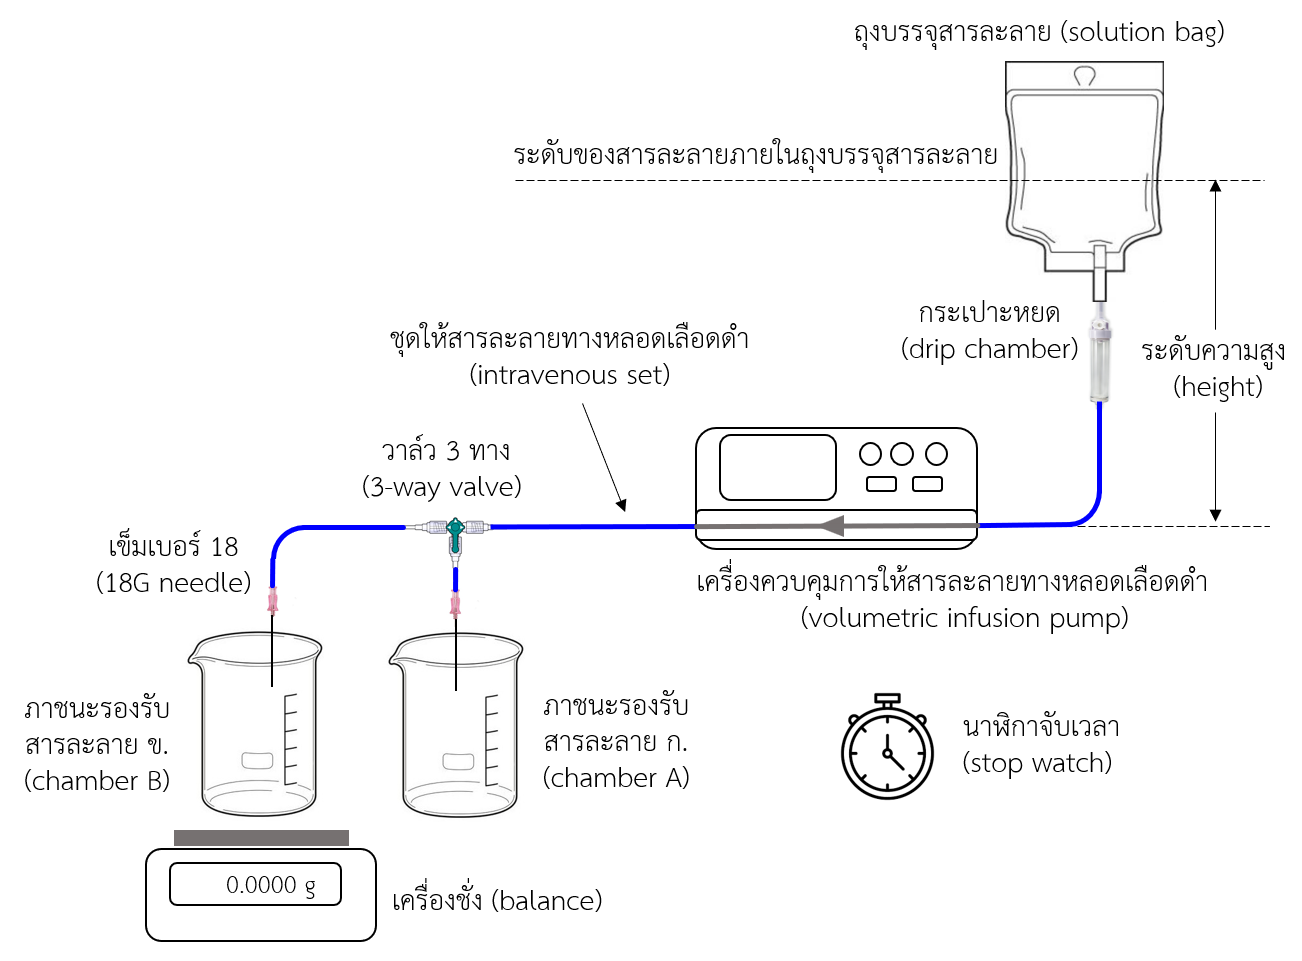 ถุงบรรจุสารละลาย (solution bag)
ระดับของสารละลายภายในถุงบรรจุสารละลาย
กระเปาะหยด
(drip chamber)
ระดับความสูง
(height)
ชุดให้สารละลายทางหลอดเลือดดำ
(intravenous set)
วาล์ว 3 ทาง
(3-way valve)
เข็มเบอร์ 18
(18G needle)
เครื่องควบคุมการให้สารละลายทางหลอดเลือดดำ
(volumetric infusion pump)
ภาชนะรองรับ
สารละลาย ข.
(chamber B)
ภาชนะรองรับ
สารละลาย ก.
(chamber A)
นาฬิกาจับเวลา
(stop watch)
0.0000 g
เครื่องชั่ง (balance)